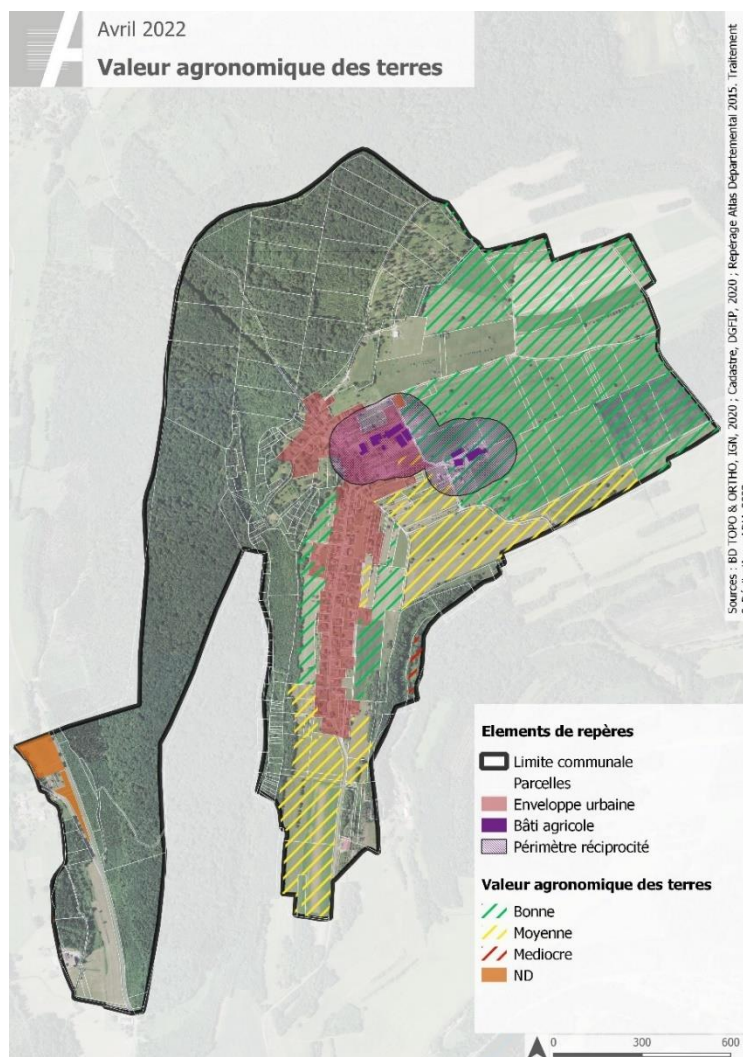 Avril 2022
Valeur agronomique des terres
Sources : BD TOPO & ORTHO, IGN, 2020 ; Cadastre, DGFIP, 2020 ; Repérage Atlas Départemental 2015. Traitement
Elements de repères
Limite communale
Parcelles
Enveloppe urbaine
Bâti agricole
Périmètre réciprocité
Valeur agronomique des terres
Bonne
Moyenne
Mediocre
ND
0 300 600